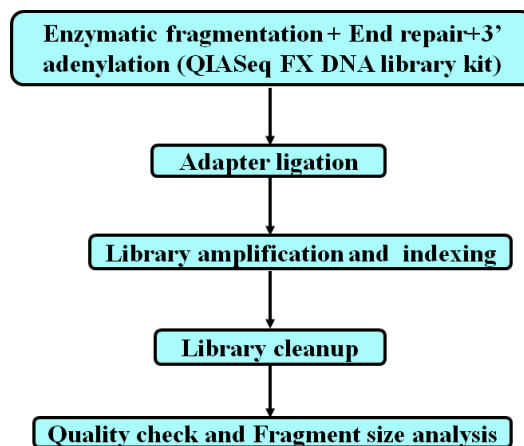 Enzymatic fragmentation + End repair+3’
adenylation (QIASeq FX DNA library kit)
Adapter ligation
Library amplification and indexing
Library cleanup
Quality check and Fragment size analysis